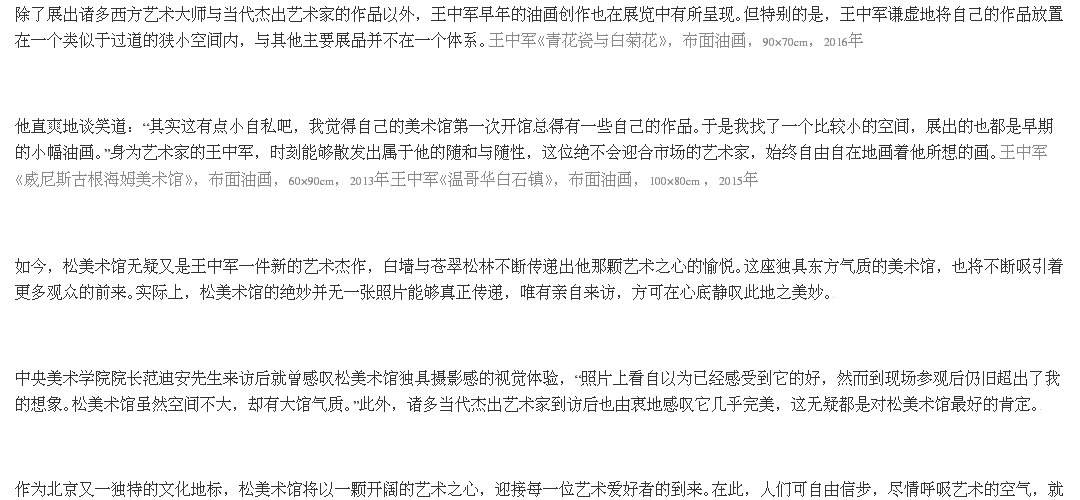 除了展出诸多西方艺术大师与当代杰出艺术家的作品以外，王中军早年的油画创作也在展览中有所呈现。但特别的是，王中军谦虚地将自己的作品放置
在一个类似于过道的狭小空间内，与其他主要展品并不在一个体系。王中军《青花瓷与白菊花》，布面油画，90×70cm，2016年
他直爽地谈笑道：“其实这有点小自私吧，我觉得自己的美术馆第一次开馆总得有一些自己的作品。于是我找了一个比较小的空间，展出的也都是早期
的小幅油画。”身为艺术家的王中军，时刻能够散发出属于他的随和与随性，这位绝不会迎合市场的艺术家，始终自由自在地画着他所想的画。王中军
《威尼斯古根海姆美术馆》，布面油画，60×90cm，2013年王中军《温哥华白石镇》，布面油画，100×80cm ，2015年
如今，松美术馆无疑又是王中军一件新的艺术杰作，白墙与苍翠松林不断传递出他那颗艺术之心的愉悦。这座独具东方气质的美术馆，也将不断吸引着
更多观众的前来。实际上，松美术馆的绝妙并无一张照片能够真正传递，唯有亲自来访，方可在心底静叹此地之美妙。
中央美术学院院长范迪安先生来访后就曾感叹松美术馆独具摄影感的视觉体验，“照片上看自以为已经感受到它的好，然而到现场参观后仍旧超出了我
的想象。松美术馆虽然空间不大，却有大馆气质。”此外，诸多当代杰出艺术家到访后也由衷地感叹它几乎完美，这无疑都是对松美术馆最好的肯定。
作为北京又一独特的文化地标，松美术馆将以一颗开阔的艺术之心，迎接每一位艺术爱好者的到来。在此，人们可自由信步，尽情呼吸艺术的空气，就